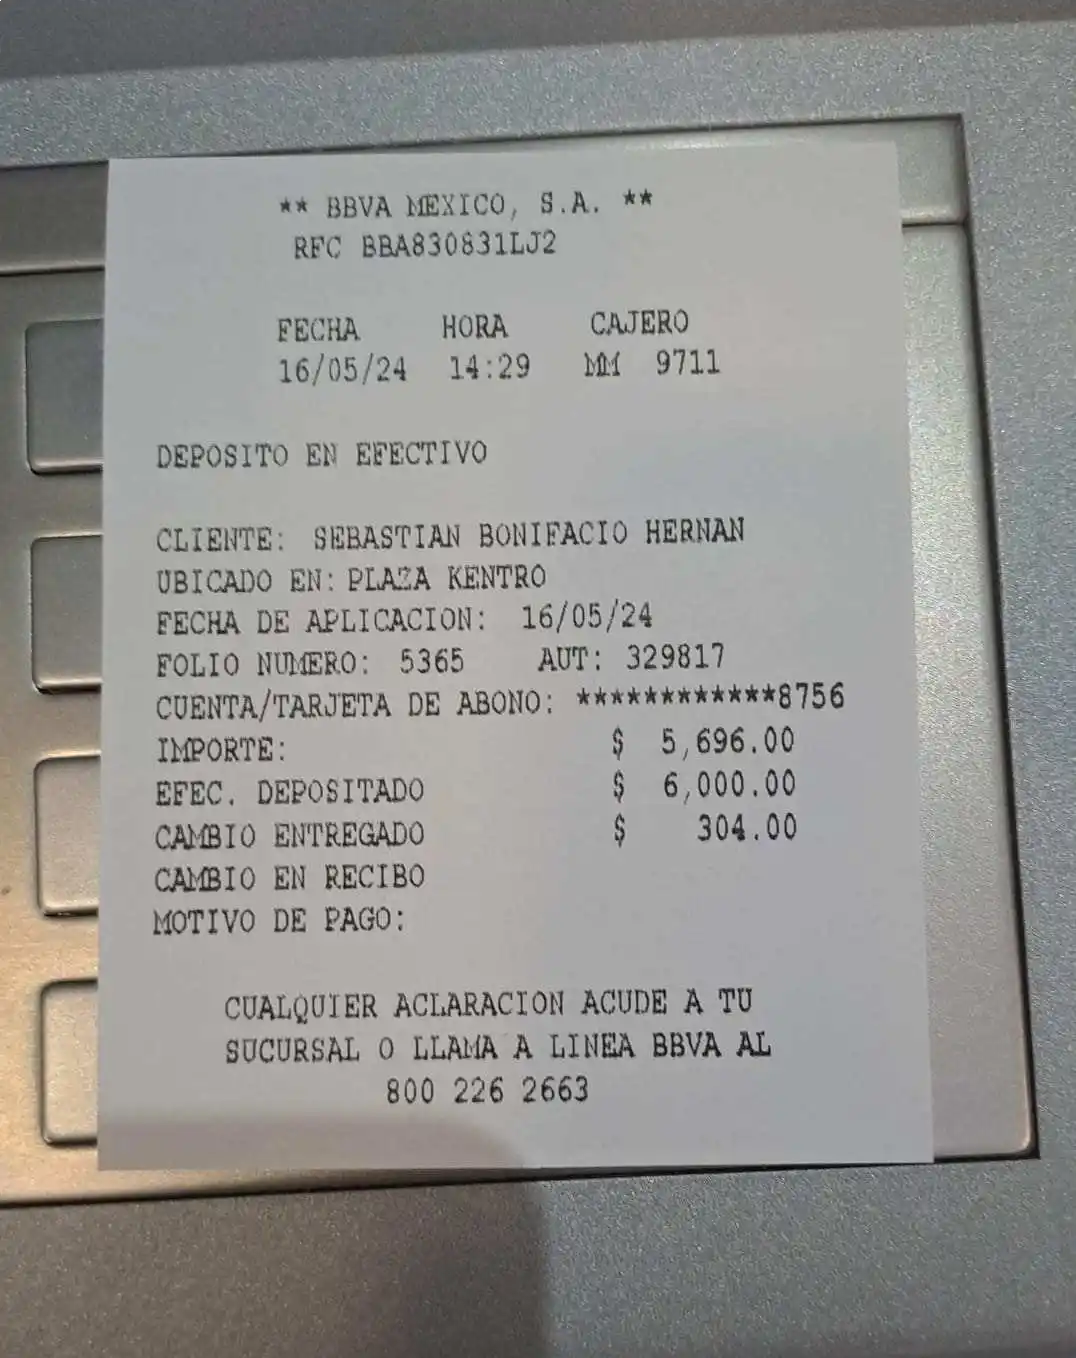 ** BBVA MEXICO, S.A. **
RFC BBA830831LJ2
FECHA HORA CAJERO
16/05/24 14:29 MM 9711
DEPOSITO EN EFECTIVO
CLIENTE: SEBASTIAN BONIFACIO HERNAN
UBICADO EN: PLAZA KENTRO
FECHA DE APLICACION: 16/05/24
FOLIO NUMERO: 5365 AUT: 329817
CUENTA/TARJETA DE ABONO: ************8756
IMPORTE: $ 5,696.00
EFEC. DEPOSITADO $ 6,000.00
CAMBIO ENTREGADO $ 304.00
CAMBIO EN RECIBO
MOTIVO DE PAGO:
CUALQUIER ACLARACION ACUDE A TU
SUCURSAL O LLAMA A LINEA BBVA AL
800 226 2663